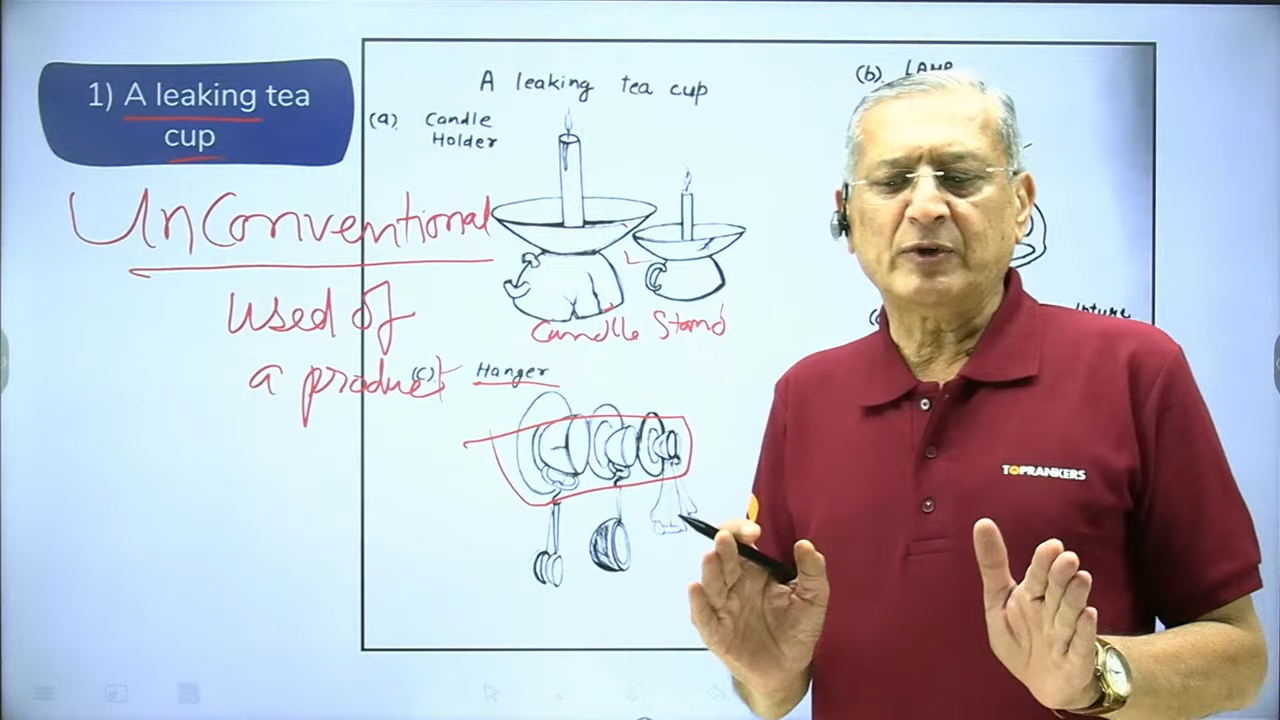 1) A leaking tea
cup
UnConventional
used of
a product
A leaking tea cup
(a) Candle
Holder
Candle Stand
(b) LAMP
(c) Hanger
TOPRANKERS